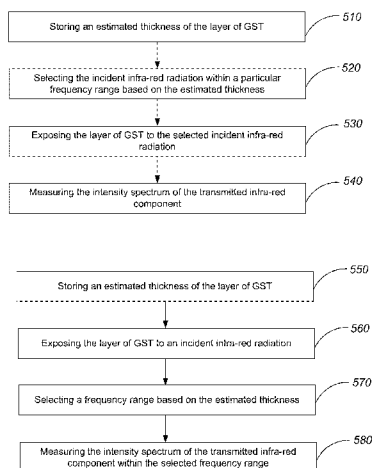 Storing an estimated thickness of the layer of GST
510
Selecting the incident infra-red radiation within a particular
frequency range based on the estimated thickness
520
Exposing the layer of GST to the selected incident infra-red
radiation
530
Measuring the intensity spectrum of the transmitted infra-red
component
540
Storing an estimated thickness of the layer of GST
550
Exposing the layer of GST to an incident infra-red radiation
560
Selecting a frequency range based on the estimated thickness
570
Measuring the intensity spectrum of the transmitted infra-red
component within the selected frequency range
580